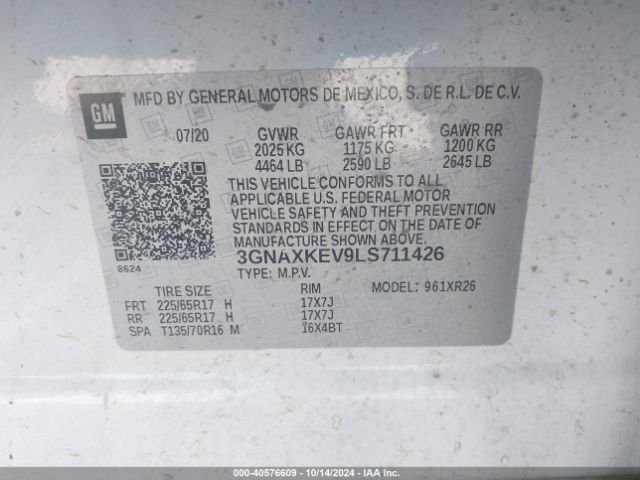 GM
MFD BY GENERAL MOTORS DE MEXICO, S. DE R.L. DE C.V.
07/20 GVWR GAWR FRT GAWR RR
2025 KG 1175 KG 1200 KG
4464 LB 2590 LB 2645 LB
THIS VEHICLE CONFORMS TO ALL
APPLICABLE U.S. FEDERAL MOTOR
VEHICLE SAFETY AND THEFT PREVENTION
STANDARDS IN EFFECT ON THE DATE OF
MANUFACTURE SHOWN ABOVE.
8624 3GNAXKEV9LS711426
TYPE: M.P.V.
TIRE SIZE RIM MODEL: 961XR26
FRT 225/65R17 H 17X7J
RR 225/65R17 H 17X7J
SPA T135/70R16 M 16X4BT
000-40576609 | 10/14/2024 | IAAI.COM